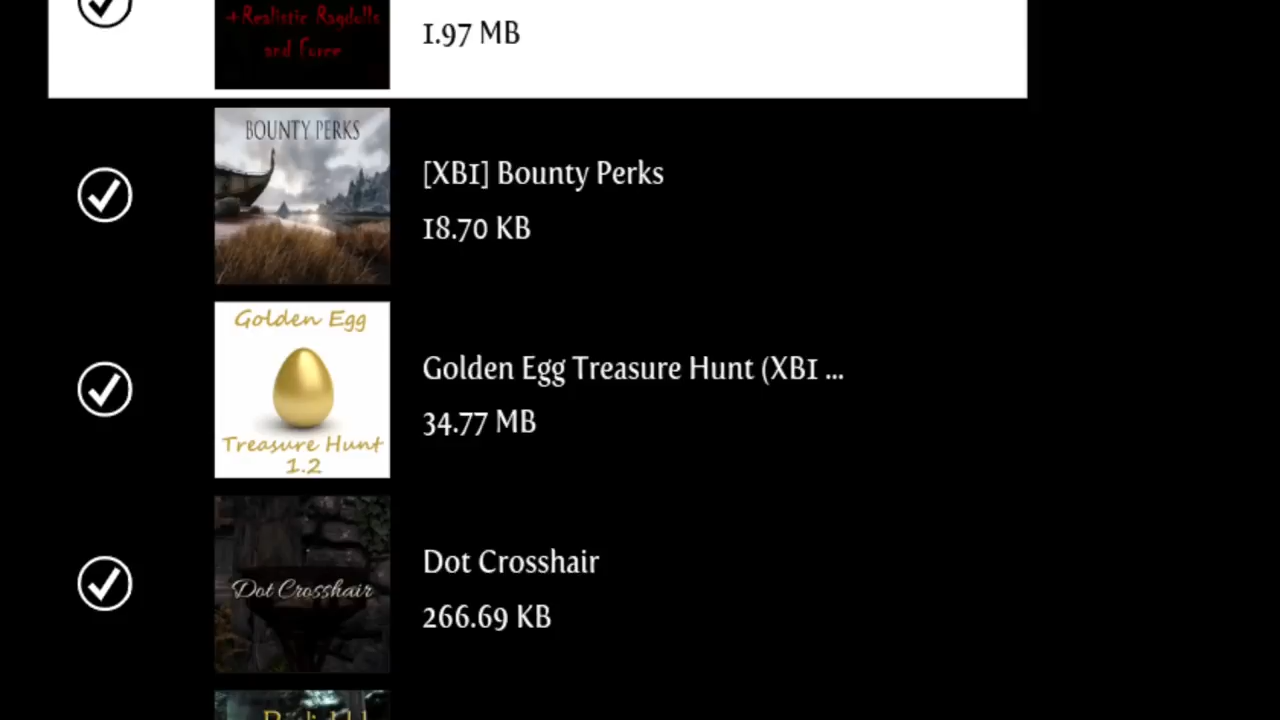 +Realistic Ragdolls
and Force
1.97 MB
BOUNTY PERKS
[XB1] Bounty Perks
18.70 KB
Golden Egg
Treasure Hunt
1.2
Golden Egg Treasure Hunt (XB1 ...
34.77 MB
Dot Crosshair
Dot Crosshair
266.69 KB